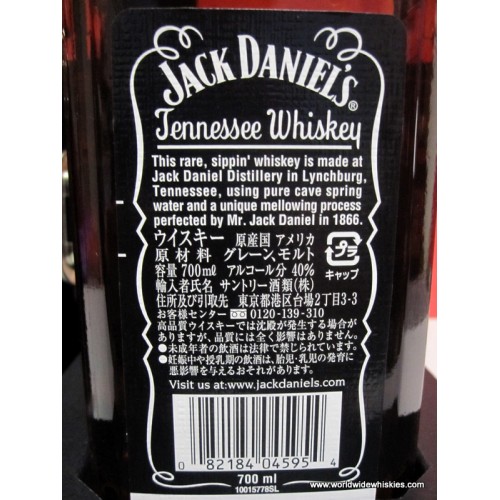 JACK DANIEL'S®
Tennessee Whiskey
This rare, sippin' whiskey is made at
Jack Daniel Distillery in Lynchburg,
Tennessee, using pure cave spring
water and a unique mellowing process
perfected by Mr. Jack Daniel in 1866.
ウイスキー 原産国 アメリカ
原材料 グレーン、モルト
容量700ml アルコール分 40%
輸入者氏名 サントリー酒類(株)
住所及び引取先 東京都港区台場2丁目3-3
お客様センター 0120-139-310
プラ
キャップ
高品質ウイスキーでは沈殿が発生する場合が
ありますが、品質には全く影響はありません。
●未成年者の飲酒は法律で禁じられています。
●妊娠中や授乳期の飲酒は、胎児・乳児の発育に
悪影響を与えるおそれがあります。
Visit us at:www.jackdaniels.com
0 82184 04595 4
700 ml
10015778SL
www.worldwidewhiskies.com